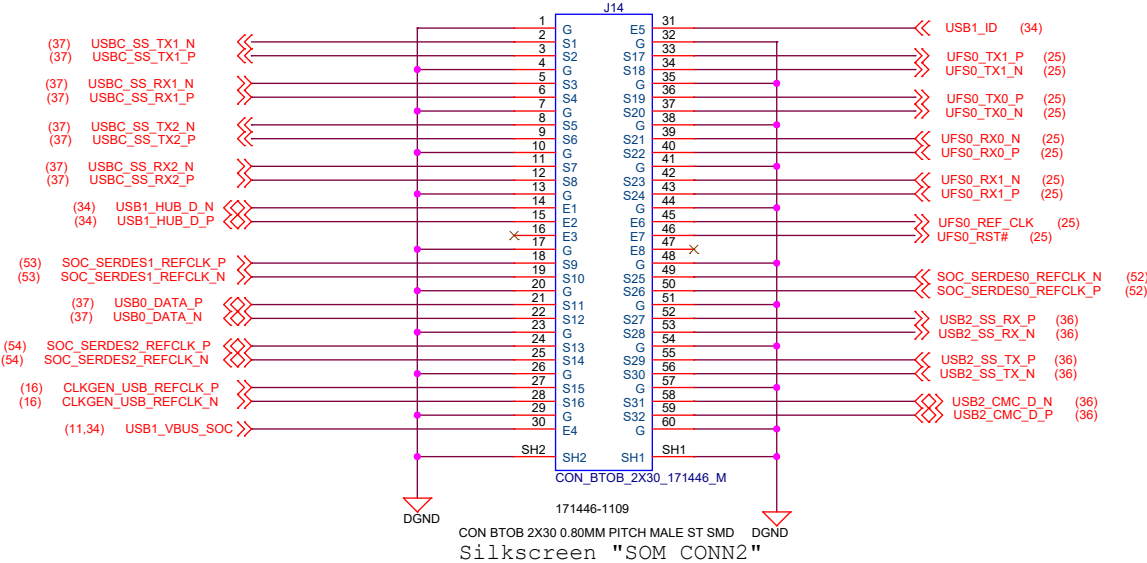 J14
1 G
(37) USBC_SS_TX1_N 2 S1
(37) USBC_SS_TX1_P 3 S2
4 G
(37) USBC_SS_RX1_N 5 S3
(37) USBC_SS_RX1_P 6 S4
7 G
(37) USBC_SS_TX2_N 8 S5
(37) USBC_SS_TX2_P 9 S6
10 G
(37) USBC_SS_RX2_N 11 S7
(37) USBC_SS_RX2_P 12 S8
13 G
(34) USB1_HUB_D_N 14 E1
(34) USB1_HUB_D_P 15 E2
16 E3
17 G
(53) SOC_SERDES1_REFCLK_P 18 S9
(53) SOC_SERDES1_REFCLK_N 19 S10
20 G
(37) USB0_DATA_P 21 S11
(37) USB0_DATA_N 22 S12
23 G
(54) SOC_SERDES2_REFCLK_P 24 S13
(54) SOC_SERDES2_REFCLK_N 25 S14
26 G
(16) CLKGEN_USB_REFCLK_P 27 S15
(16) CLKGEN_USB_REFCLK_N 28 S16
29 G
(11,34) USB1_VBUS_SOC 30 E4
SH2 SH2
E5 31 USB1_ID (34)
G 32
S17 33 UFS0_TX1_P (25)
S18 34 UFS0_TX1_N (25)
G 35
S19 36 UFS0_TX0_P (25)
S20 37 UFS0_TX0_N (25)
G 38
S21 39 UFS0_RX0_N (25)
S22 40 UFS0_RX0_P (25)
G 41
S23 42 UFS0_RX1_N (25)
S24 43 UFS0_RX1_P (25)
G 44
E6 45 UFS0_REF_CLK (25)
E7 46 UFS0_RST# (25)
E8 47
G 48
S25 49 SOC_SERDES0_REFCLK_N (52)
S26 50 SOC_SERDES0_REFCLK_P (52)
G 51
S27 52 USB2_SS_RX_P (36)
S28 53 USB2_SS_RX_N (36)
G 54
S29 55 USB2_SS_TX_P (36)
S30 56 USB2_SS_TX_N (36)
G 57
S31 58 USB2_CMC_D_N (36)
S32 59 USB2_CMC_D_P (36)
G 60
SH1 SH1
CON_BTOB_2X30_171446_M
171446-1109
DGND
CON BTOB 2X30 0.80MM PITCH MALE ST SMD
DGND
Silkscreen "SOM CONN2"